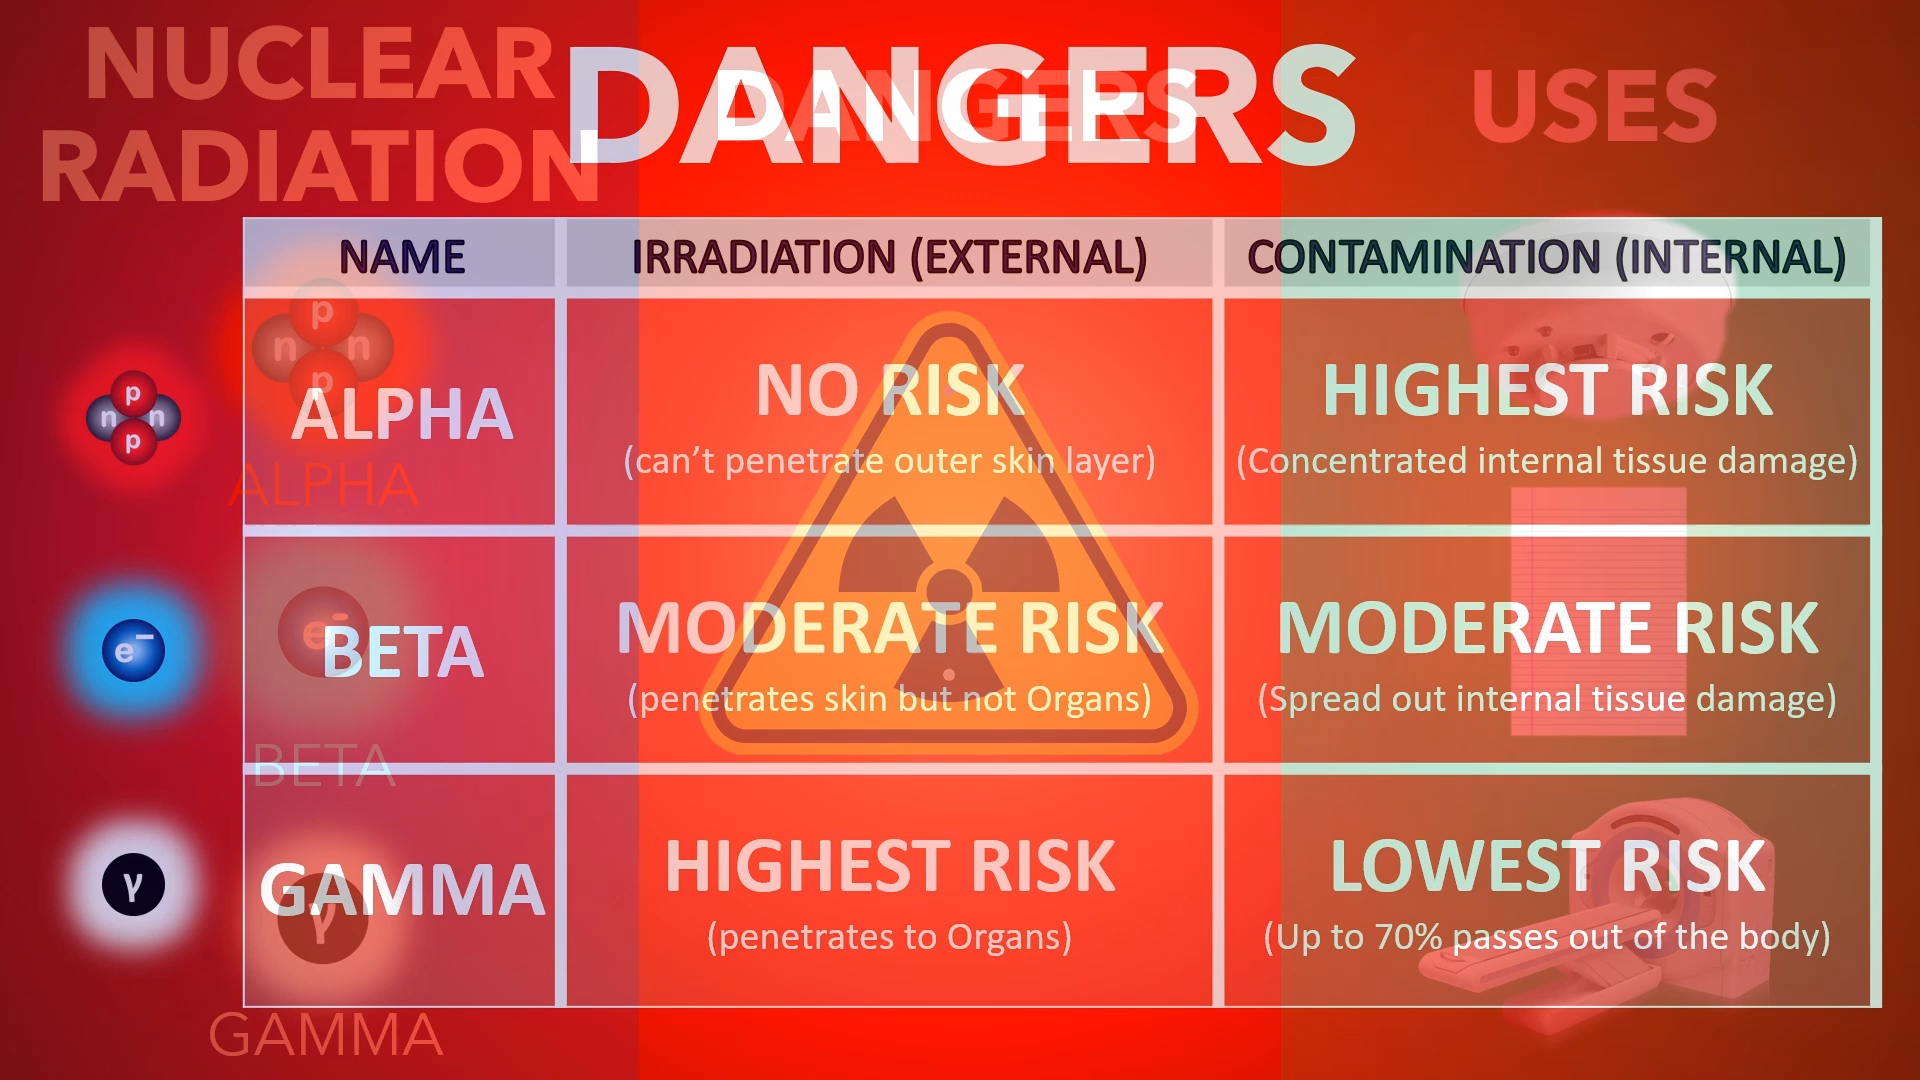 NUCLEAR
RADIATION
DANGERS
DANGERS
USES
NAME
IRRADIATION (EXTERNAL)
CONTAMINATION (INTERNAL)
p
n n
p
p
n n
p
ALPHA
ALPHA
NO RISK
(can't penetrate outer skin layer)
HIGHEST RISK
(Concentrated internal tissue damage)
e−
e−
BETA
BETA
MODERATE RISK
(penetrates skin but not Organs)
MODERATE RISK
(Spread out internal tissue damage)
γ
γ
GAMMA
GAMMA
HIGHEST RISK
(penetrates to Organs)
LOWEST RISK
(Up to 70% passes out of the body)